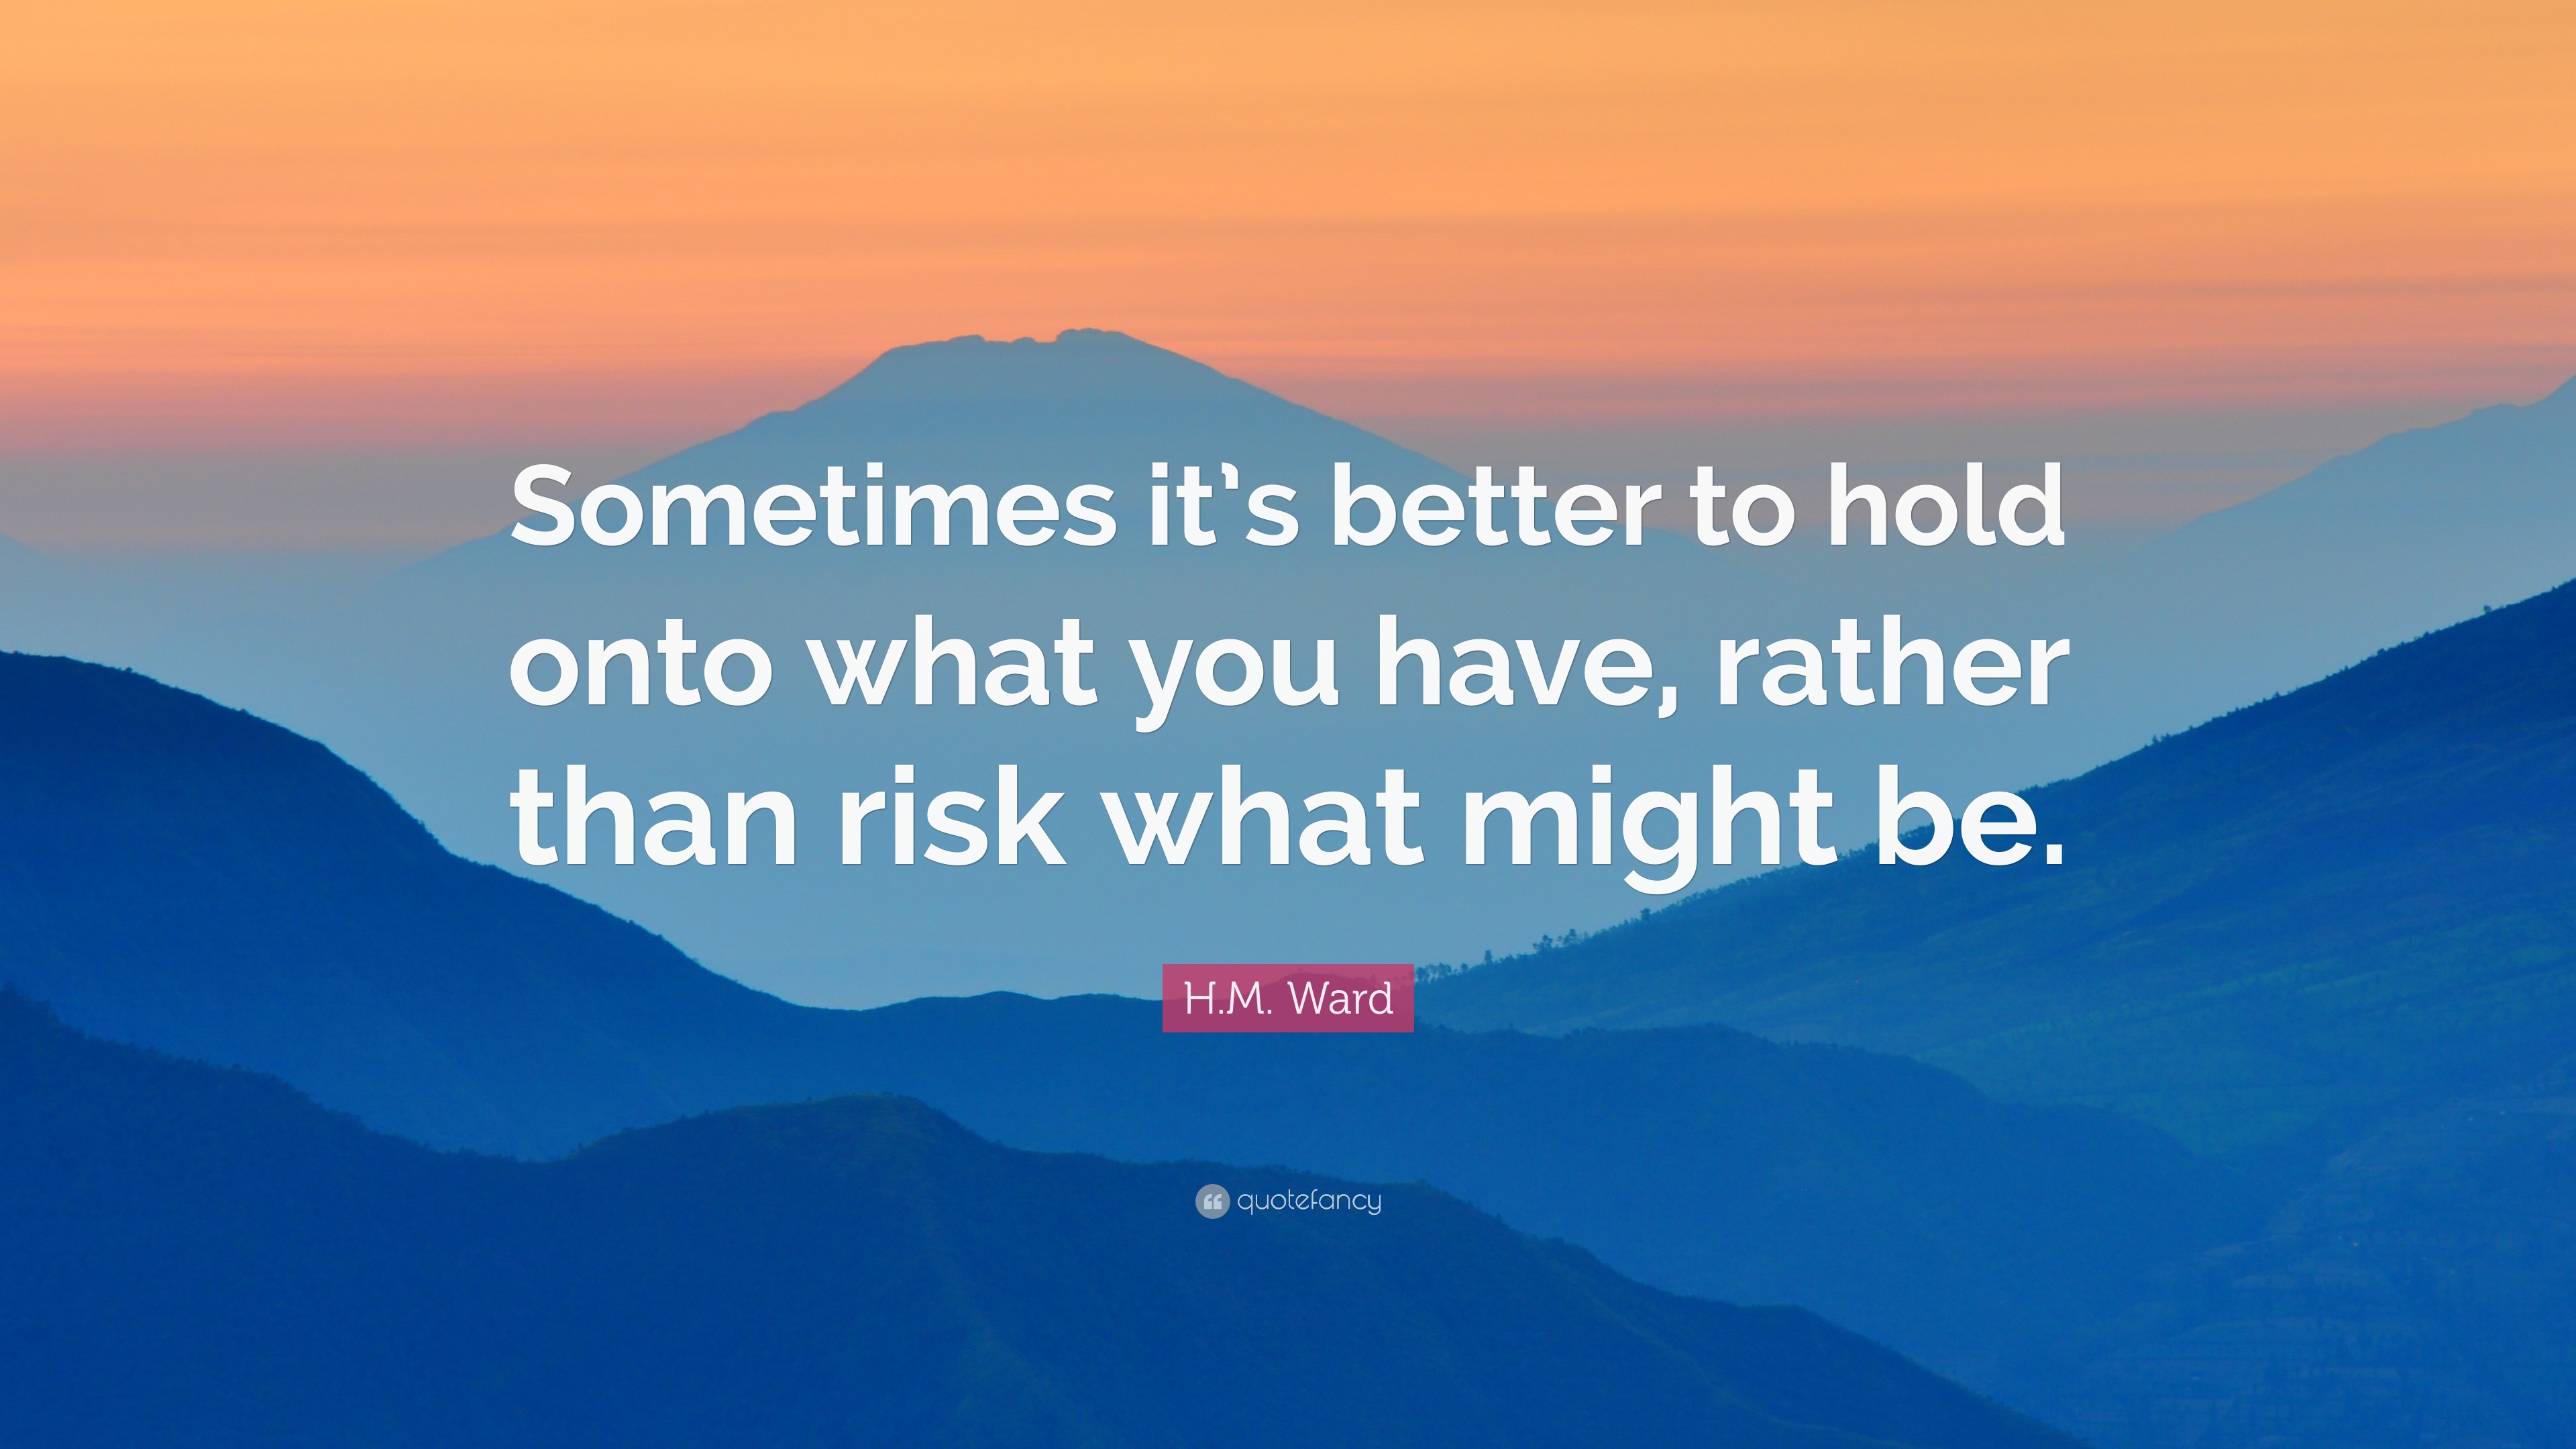 Sometimes it’s better to hold
onto what you have, rather
than risk what might be.
H.M. Ward
quotefancy